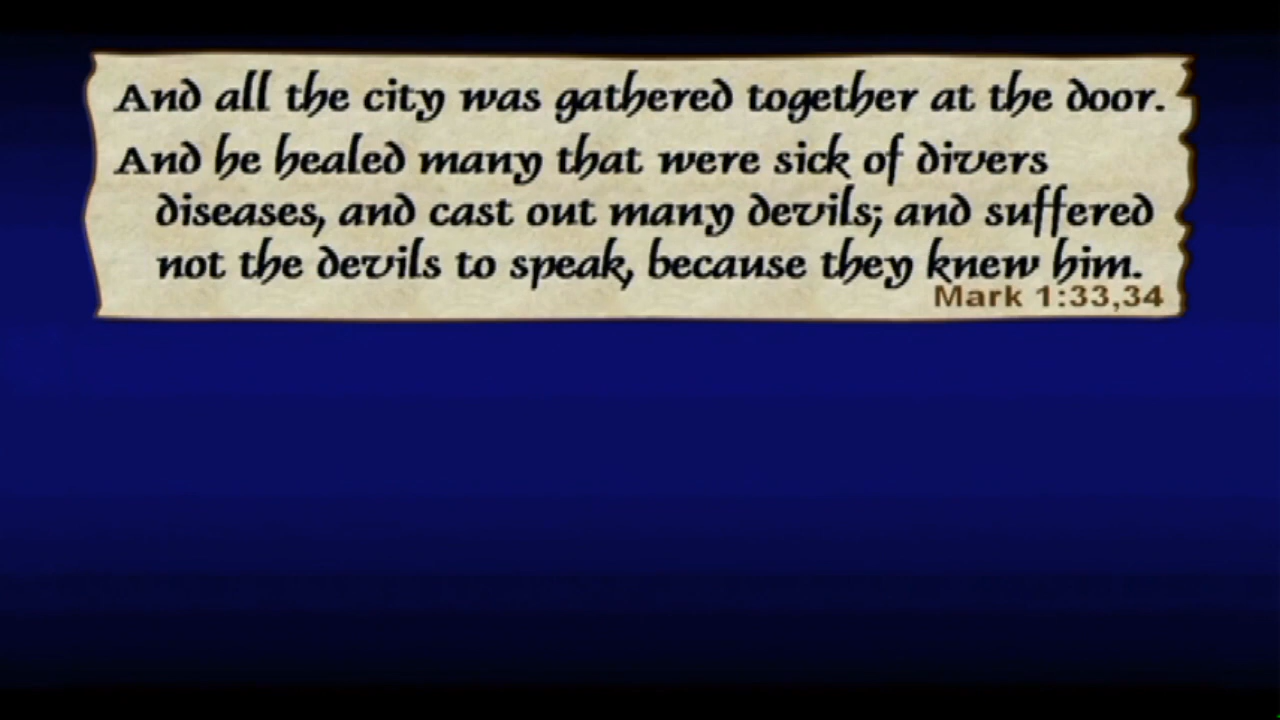 And all the city was gathered together at the door.
And he healed many that were sick of divers
diseases, and cast out many devils; and suffered
not the devils to speak, because they knew him.
Mark 1:33,34